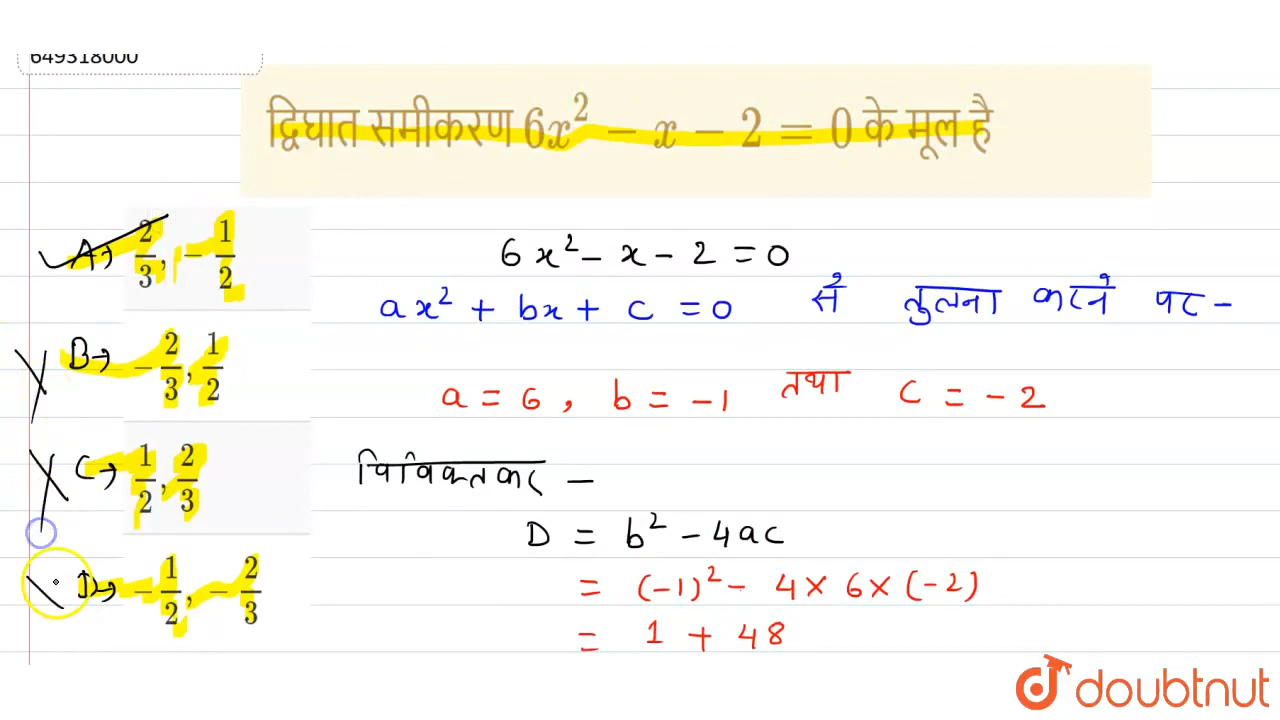 649318000
द्विघात समीकरण 6x² − x − 2 = 0 के मूल है
A→ 2/3, −1/2
6x² − x − 2 = 0
ax² + bx + c = 0 से तुलना करने पर −
B→ −2/3, 1/2
a = 6, b = −1 तथा c = −2
C→ 1/2, 2/3
विविक्तकर −
D = b² − 4ac
D→ −1/2, −2/3
= (−1)² − 4 × 6 × (−2)
= 1 + 48
doubtnut